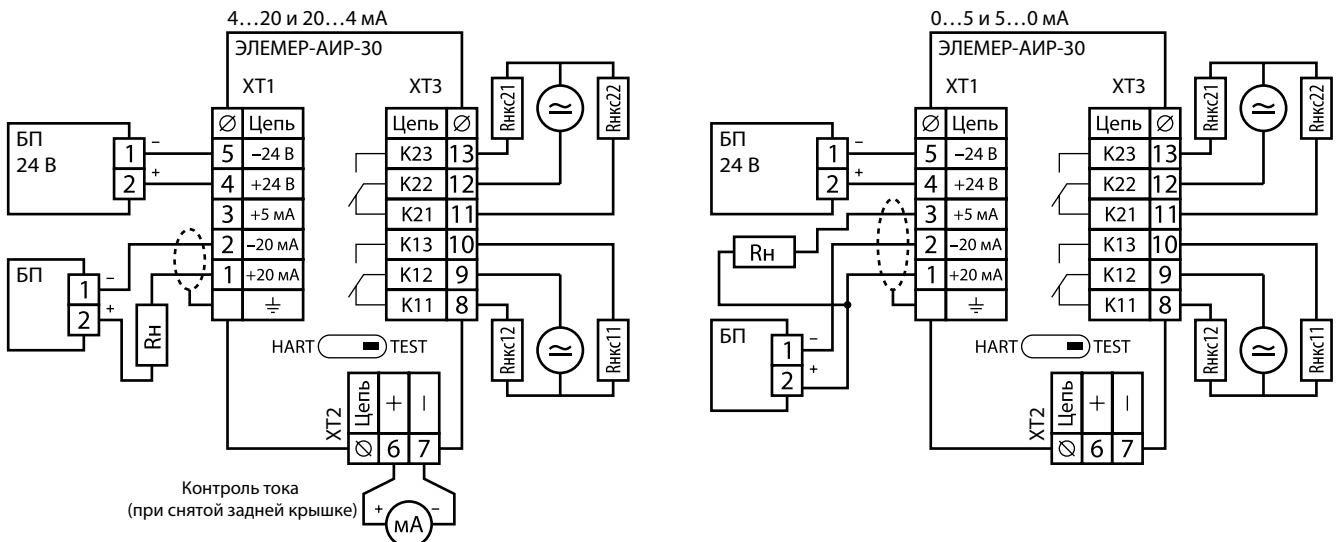 4…20 и 20…4 мА
ЭЛЕМЕР-АИР-30
XT1
XT3
БП
24 В
1 –
2 +
∅ Цепь
5 –24 В
4 +24 В
3 +5 мА
2 –20 мА
1 +20 мА
⏚
Цепь ∅
K23 13
K22 12
K21 11
K13 10
K12 9
K11 8
Rнкс21
Rнкс22
Rнкс12
Rнкс11
БП
1 –
2 +
Rн
HART TEST
XT2
Цепь + –
∅ 6 7
Контроль тока
(при снятой задней крышке)
+ мА –
0…5 и 5…0 мА
ЭЛЕМЕР-АИР-30
XT1
XT3
БП
24 В
1 –
2 +
∅ Цепь
5 –24 В
4 +24 В
3 +5 мА
2 –20 мА
1 +20 мА
⏚
Цепь ∅
K23 13
K22 12
K21 11
K13 10
K12 9
K11 8
Rнкс21
Rнкс22
Rнкс12
Rнкс11
Rн
БП
1 –
2 +
HART TEST
XT2
Цепь + –
∅ 6 7